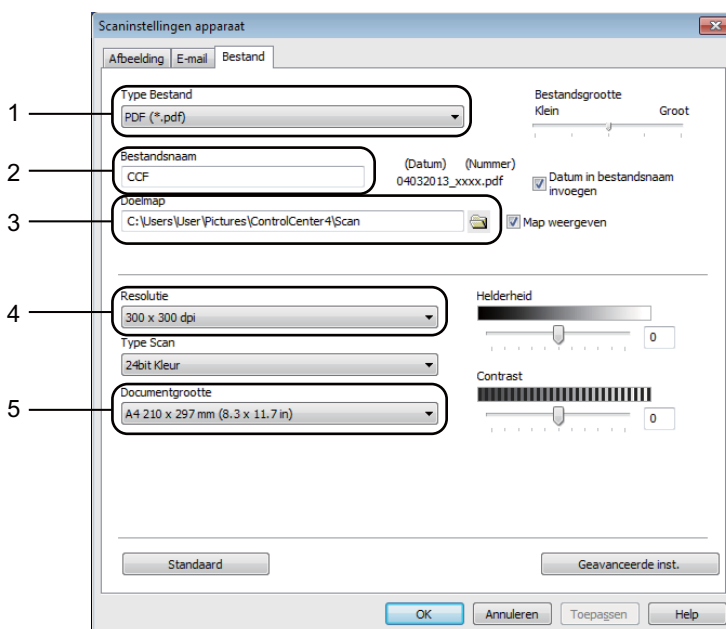 Scaninstellingen apparaat
Afbeelding E-mail Bestand
1
Type Bestand
PDF (*.pdf)
Bestandsgrootte
Klein Groot
2
Bestandsnaam
CCF
(Datum) (Nummer)
04032013_xxxx.pdf
Datum in bestandsnaam
invoegen
3
Doelmap
C:\Users\User\Pictures\ControlCenter4\Scan
Map weergeven
4
Resolutie
300 x 300 dpi
Helderheid
0
Type Scan
24bit Kleur
Contrast
0
5
Documentgrootte
A4 210 x 297 mm (8.3 x 11.7 in)
Standaard
Geavanceerde inst.
OK Annuleren Toepassen Help